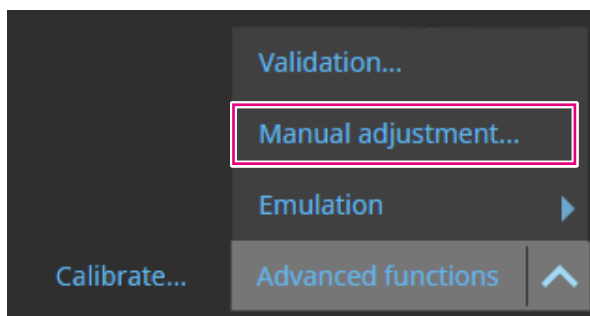 Validation...
Manual adjustment...
Emulation
Calibrate... Advanced functions